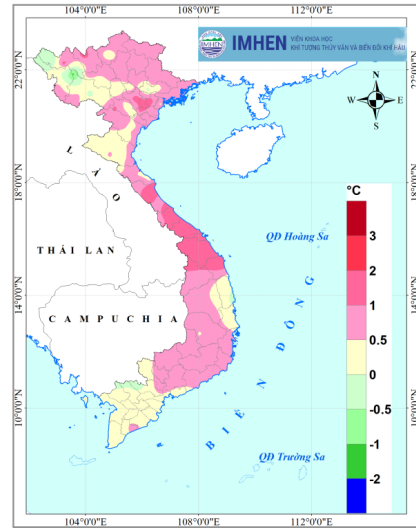 104°0'0"E 108°0'0"E 112°0'0"E
IMHEN
VIỆN KHOA HỌC
KHÍ TƯỢNG THỦY VĂN VÀ BIẾN ĐỔI KHÍ HẬU
22°0'0"N
N
W E
S
LÀO
18°0'0"N
°C
3
2
1
0.5
0
-0.5
-1
-2
QĐ Hoàng Sa
THÁI LAN
14°0'0"N
CAMPUCHIA
BIỂN ĐÔNG
10°0'0"N
QĐ Trường Sa
104°0'0"E 108°0'0"E 112°0'0"E